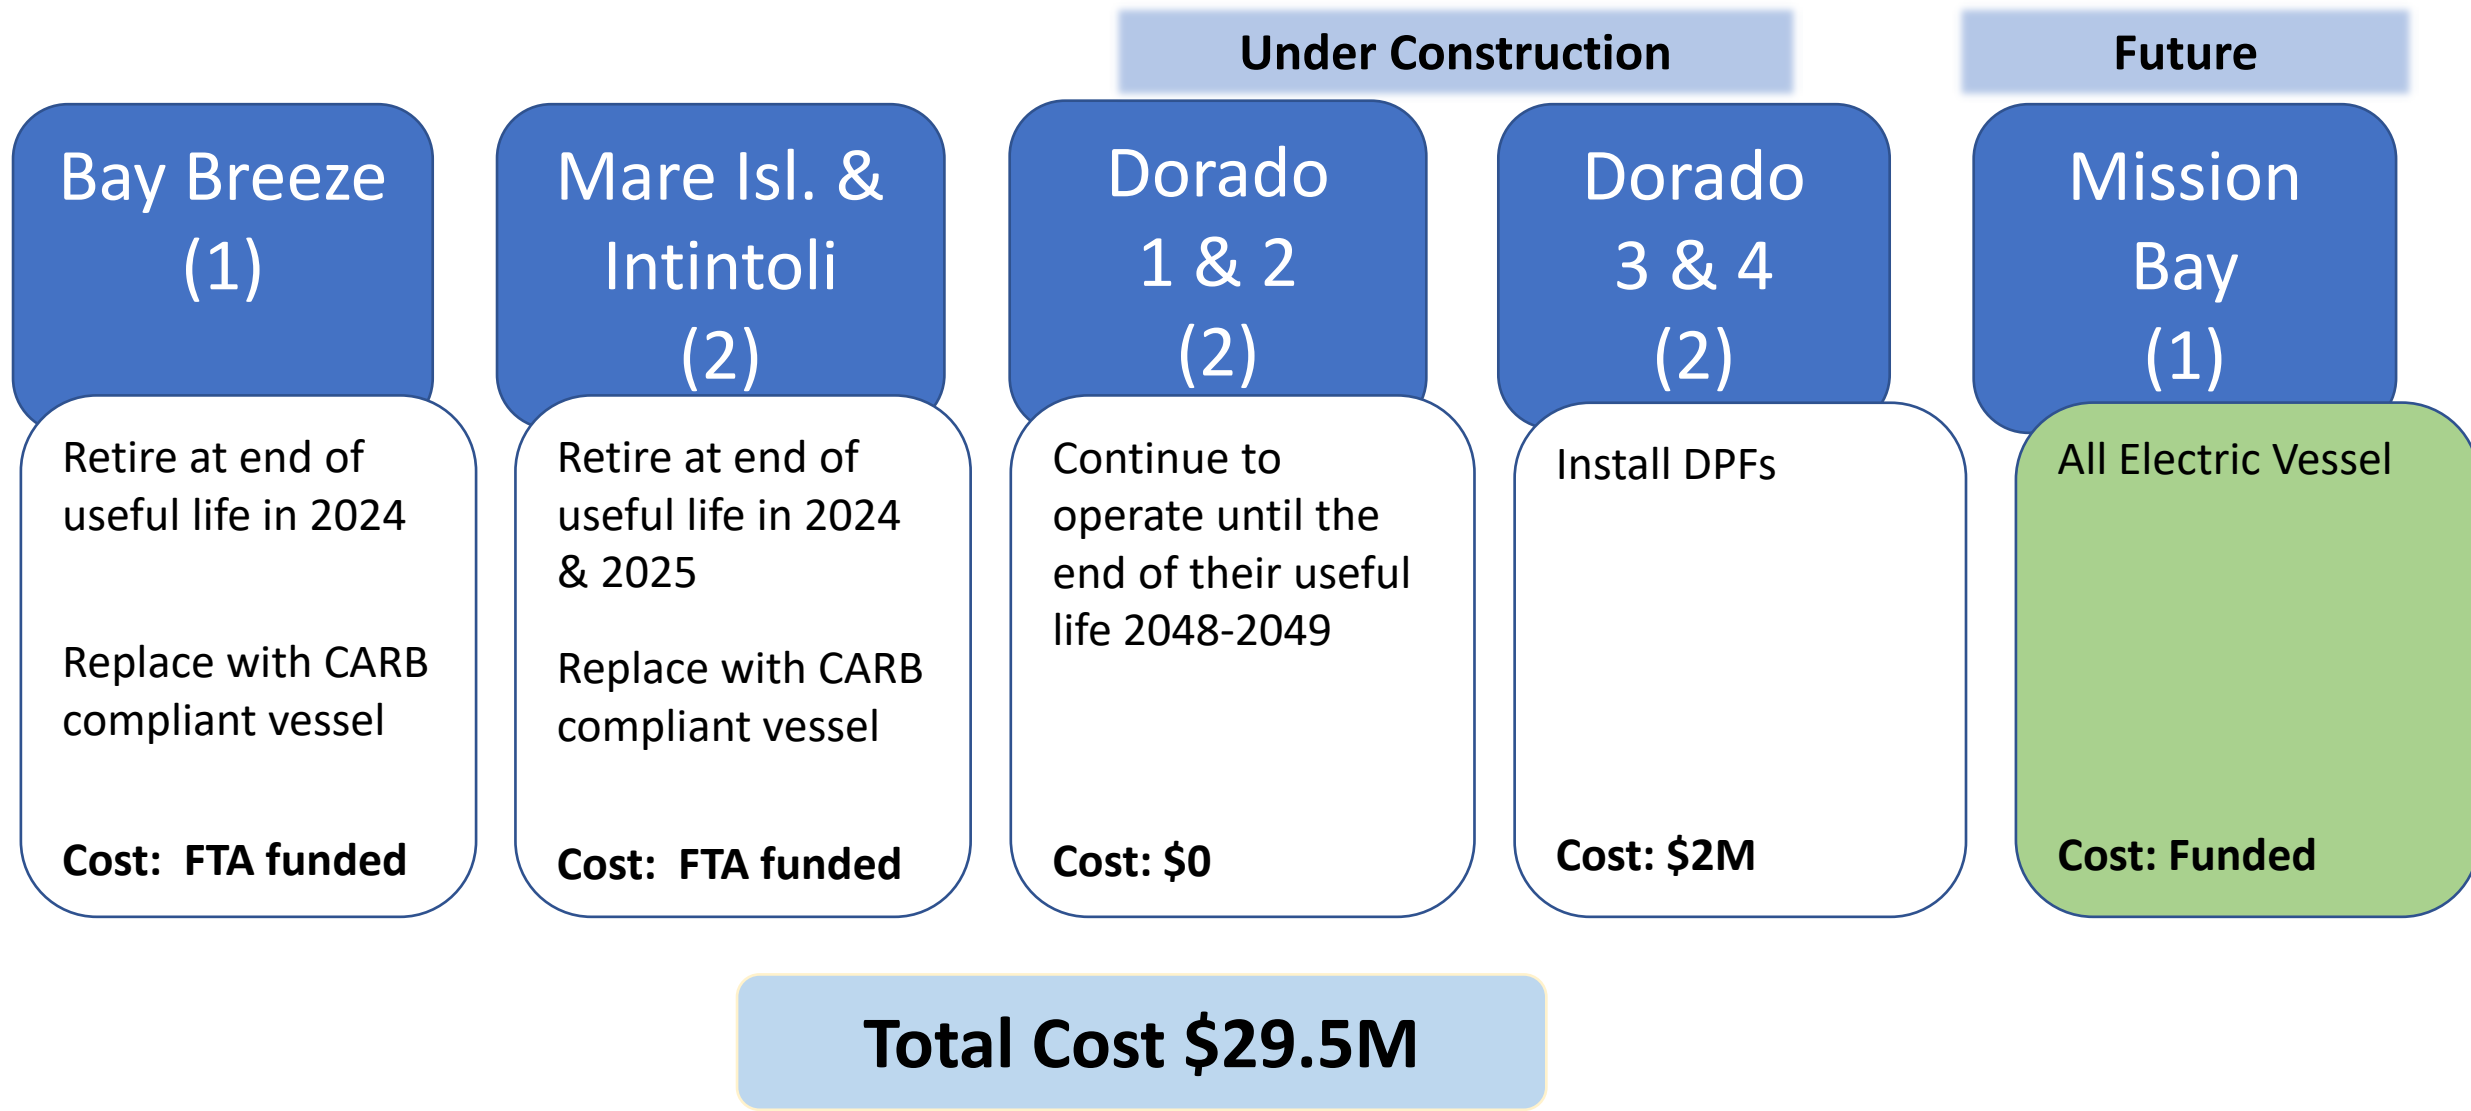 Under Construction
Future
Bay Breeze
(1)
Retire at end of
useful life in 2024
Replace with CARB
compliant vessel
Cost:  FTA funded
Mare Isl. &
Intintoli
(2)
Retire at end of
useful life in 2024
& 2025
Replace with CARB
compliant vessel
Cost:  FTA funded
Dorado
1 & 2
(2)
Continue to
operate until the
end of their useful
life 2048-2049
Cost: $0
Dorado
3 & 4
(2)
Install DPFs
Cost: $2M
Mission
Bay
(1)
All Electric Vessel
Cost: Funded
Total Cost $29.5M